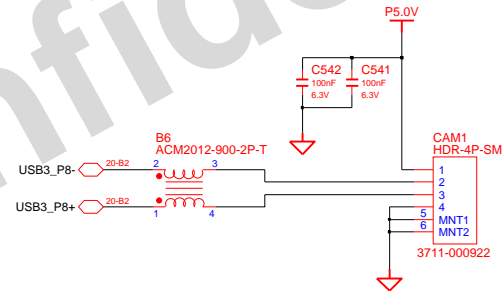 nfide
P5.0V
C542
100nF
6.3V
C541
100nF
6.3V
B6
ACM2012-900-2P-T
CAM1
HDR-4P-SM
USB3_P8-
20-B2
2
3
1
2
USB3_P8+
20-B2
1
4
3
4
5
MNT1
6
MNT2
3711-000922